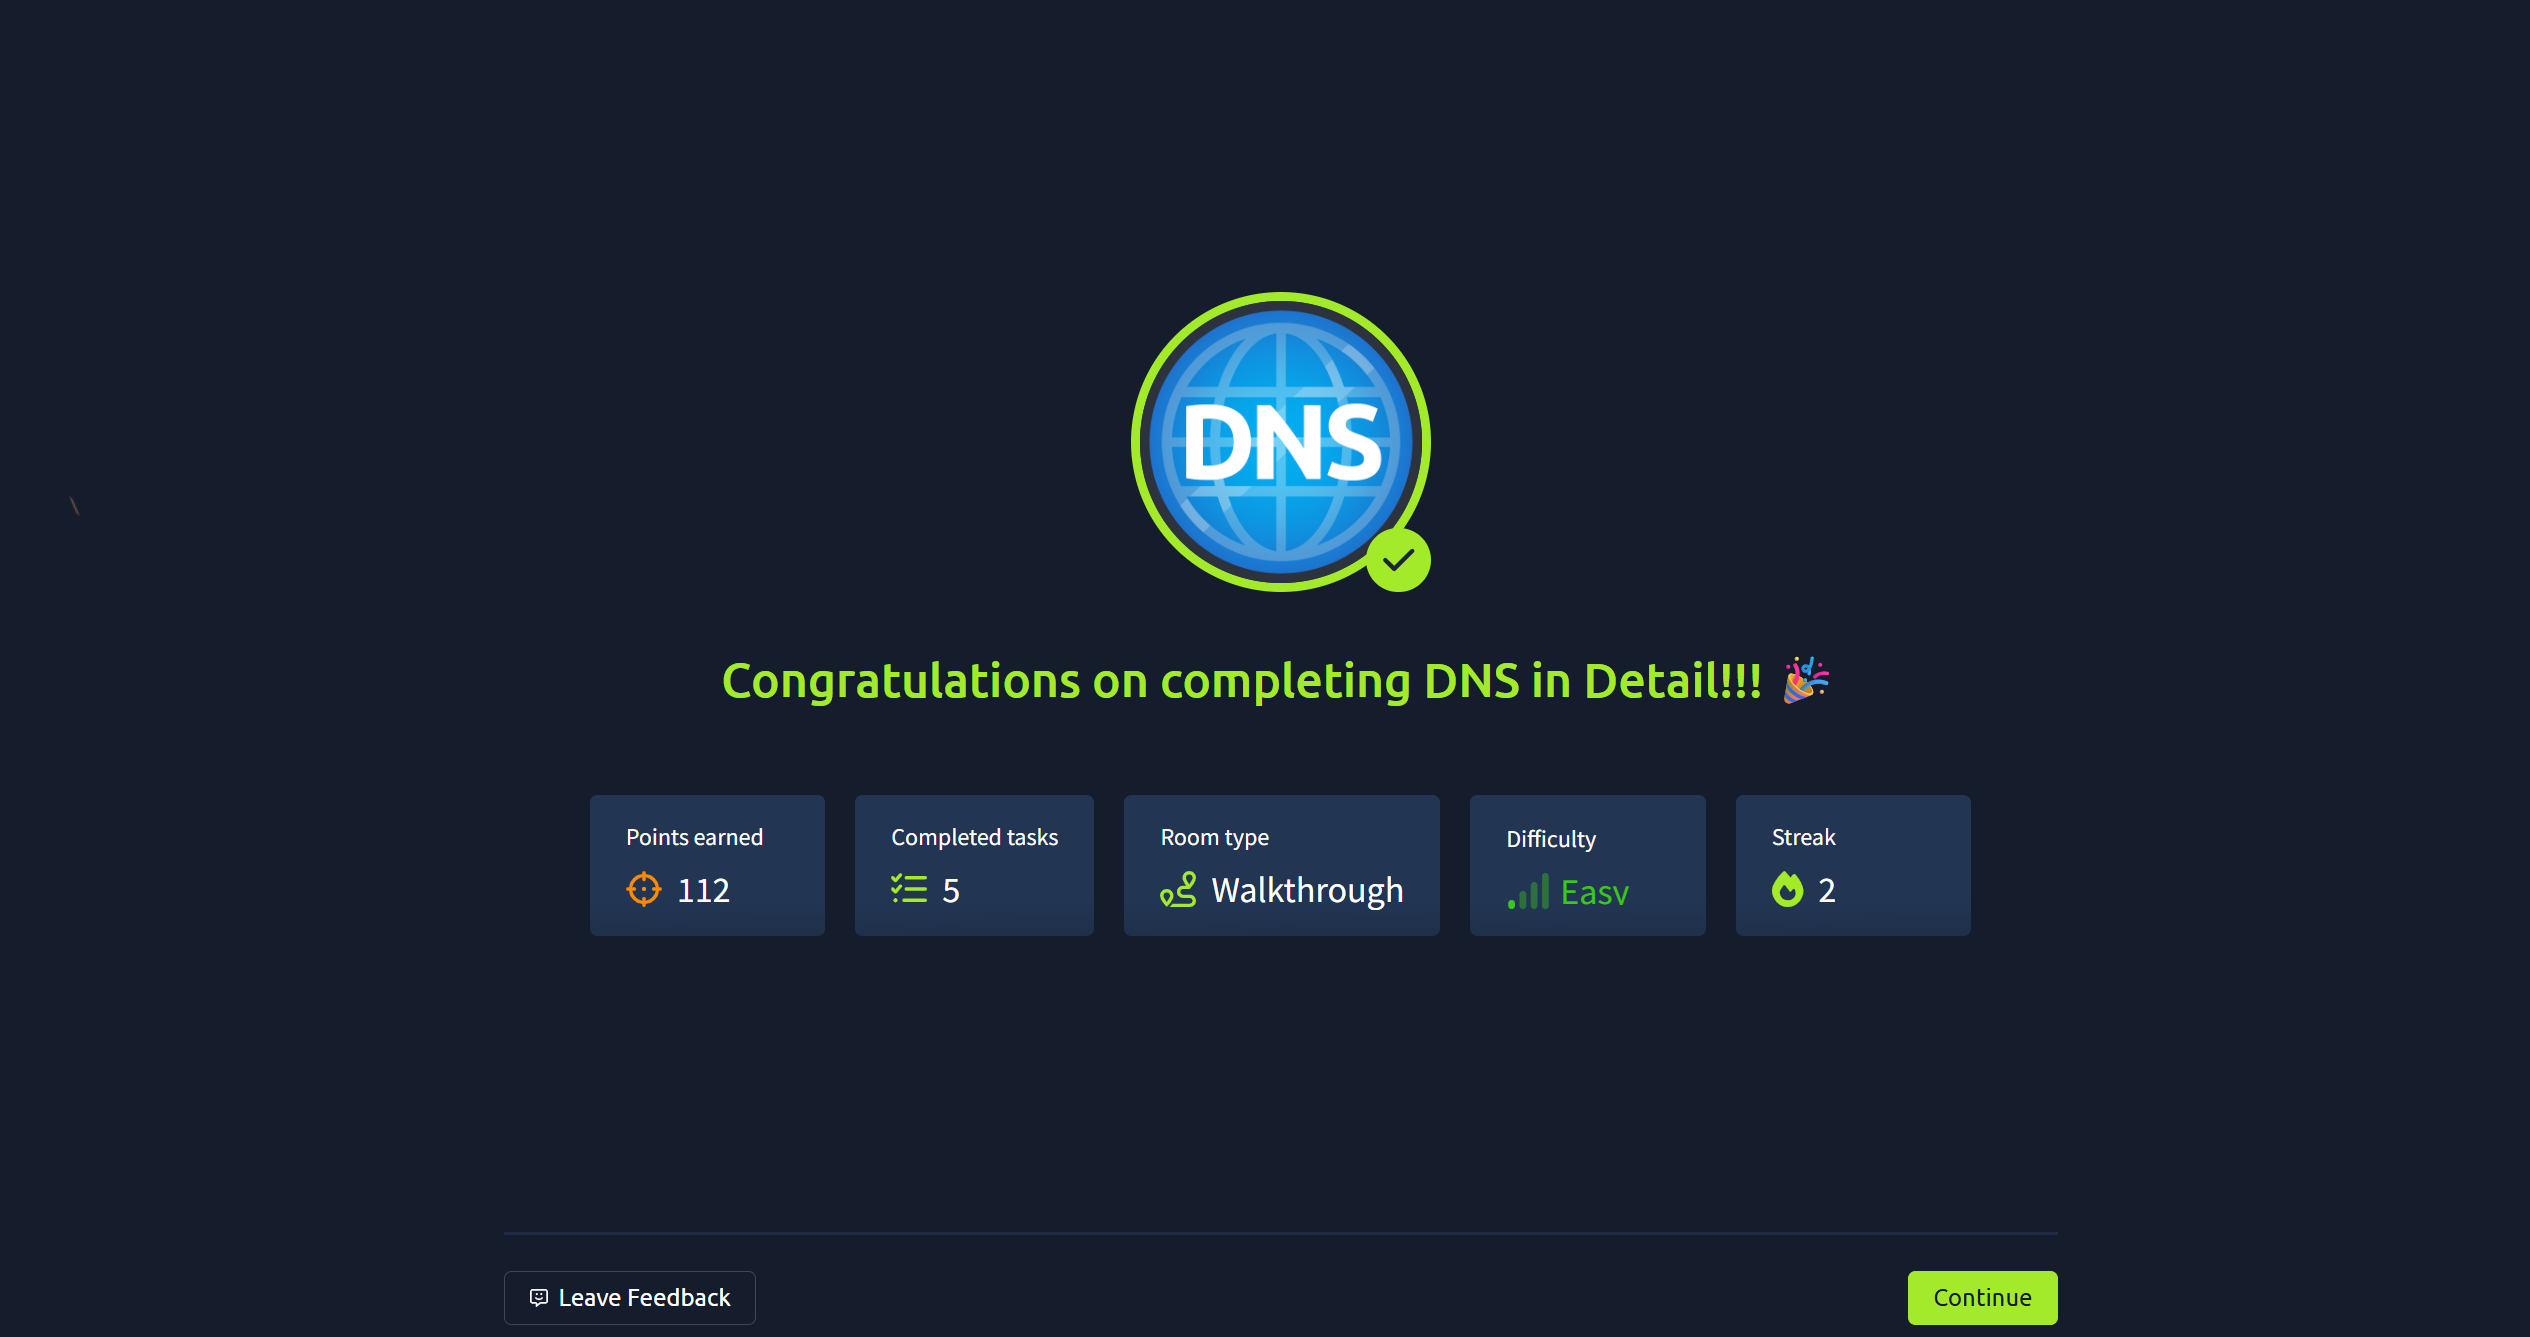 DNS
Congratulations on completing DNS in Detail!!! 🎉
Points earned
112
Completed tasks
5
Room type
Walkthrough
Difficulty
Easy
Streak
2
Leave Feedback
Continue